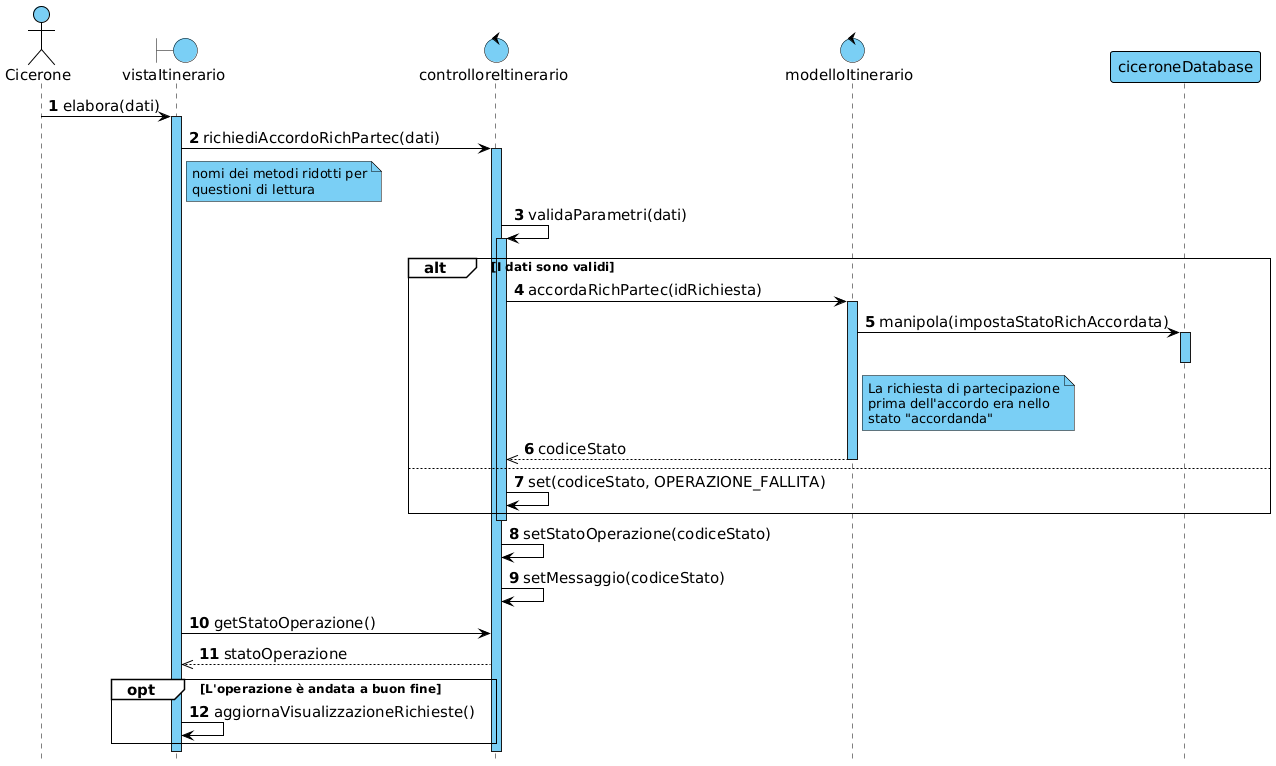 Cicerone
vistaItinerario
controlloreItinerario
modelloItinerario
ciceroneDatabase
1 elabora(dati)
2 richiediAccordoRichPartec(dati)
nomi dei metodi ridotti per
questioni di lettura
3 validaParametri(dati)
alt [I dati sono validi]
4 accordaRichPartec(idRichiesta)
5 manipola(impostaStatoRichAccordata)
La richiesta di partecipazione
prima dell'accordo era nello
stato "accordanda"
6 codiceStato
7 set(codiceStato, OPERAZIONE_FALLITA)
8 setStatoOperazione(codiceStato)
9 setMessaggio(codiceStato)
10 getStatoOperazione()
11 statoOperazione
opt [L'operazione è andata a buon fine]
12 aggiornaVisualizzazioneRichieste()